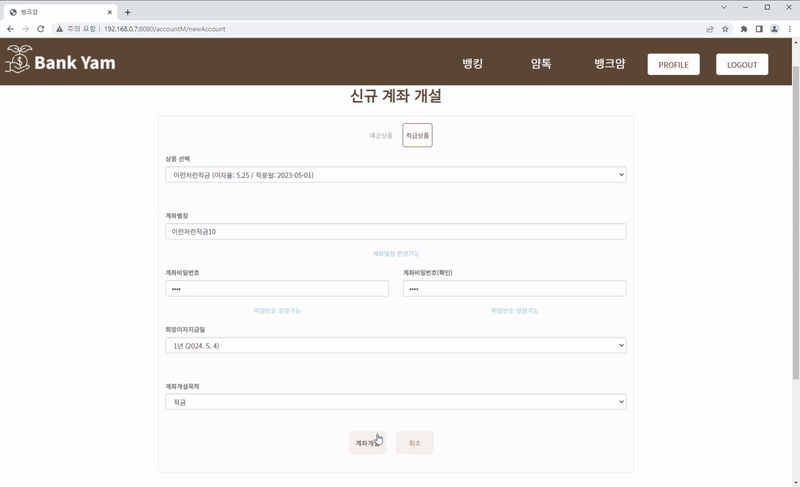 뱅크얌
주의 요함 | 192.168.0.7:8080/accountM/newAccount
Bank Yam
뱅킹
얌톡
뱅크얌
PROFILE
LOGOUT
신규 계좌 개설
예금상품
적금상품
상품 선택
이런저런적금 (이자율: 5.25 / 적용일: 2023-05-01)
계좌별칭
이런저런적금10
계좌별칭 변경가능
계좌비밀번호
계좌비밀번호(확인)
••••
••••
비밀번호 설정가능
비밀번호 설정가능
희망이자지급일
1년 (2024. 5. 4)
계좌개설목적
적금
계좌개설
취소